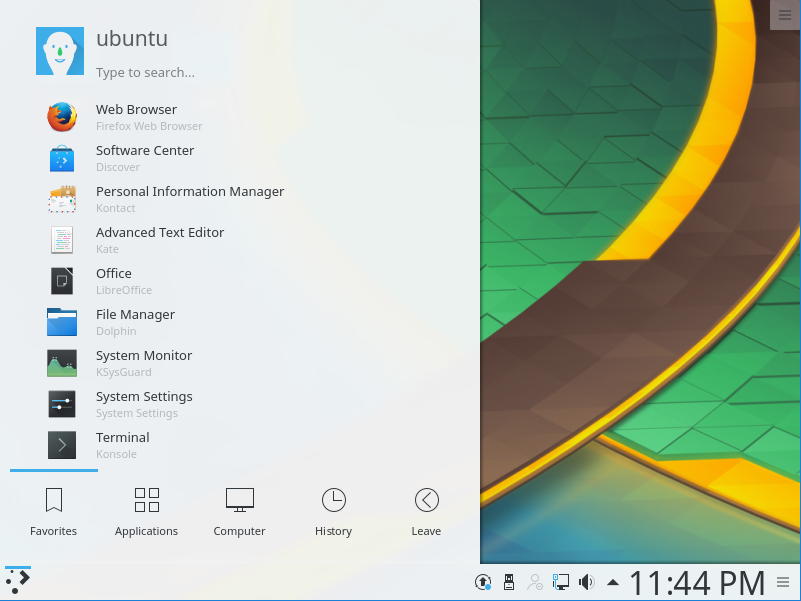 ubuntu
Type to search...
Web Browser
Firefox Web Browser
Software Center
Discover
Personal Information Manager
Kontact
Advanced Text Editor
Kate
Office
LibreOffice
File Manager
Dolphin
System Monitor
KSysGuard
System Settings
System Settings
Terminal
Konsole
Favorites Applications Computer History Leave
11:44 PM